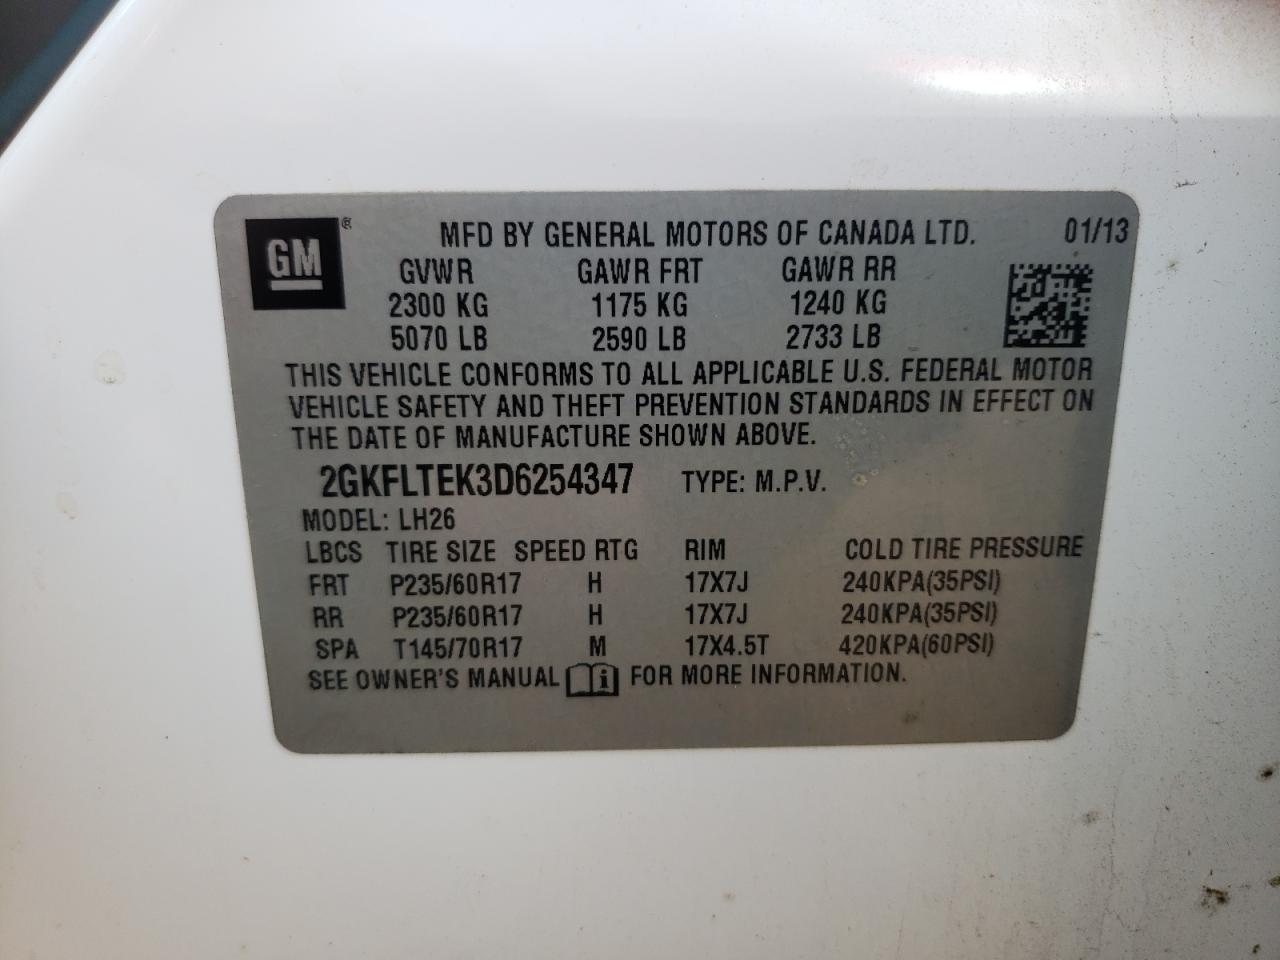 GM ® MFD BY GENERAL MOTORS OF CANADA LTD. 01/13
GVWR GAWR FRT GAWR RR
2300 KG 1175 KG 1240 KG
5070 LB 2590 LB 2733 LB
THIS VEHICLE CONFORMS TO ALL APPLICABLE U.S. FEDERAL MOTOR
VEHICLE SAFETY AND THEFT PREVENTION STANDARDS IN EFFECT ON
THE DATE OF MANUFACTURE SHOWN ABOVE.
2GKFLTEK3D6254347 TYPE: M.P.V.
MODEL: LH26
LBCS TIRE SIZE SPEED RTG RIM COLD TIRE PRESSURE
FRT P235/60R17 H 17X7J 240KPA(35PSI)
RR P235/60R17 H 17X7J 240KPA(35PSI)
SPA T145/70R17 M 17X4.5T 420KPA(60PSI)
SEE OWNER'S MANUAL i FOR MORE INFORMATION.